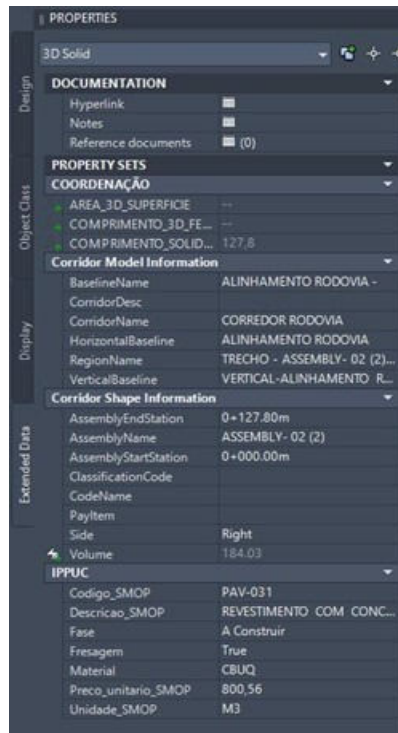 PROPERTIES
3D Solid
Design
Object Class
Display
Extended Data
DOCUMENTATION
Hyperlink
Notes
Reference documents (0)
PROPERTY SETS
COORDENAÇÃO
AREA_3D_SUPERFICIE --
COMPRIMENTO_3D_FE... --
COMPRIMENTO_SOLID... 127,8
Corridor Model Information
BaselineName ALINHAMENTO RODOVIA -
CorridorDesc
CorridorName CORREDOR RODOVIA
HorizontalBaseline ALINHAMENTO RODOVIA
RegionName TRECHO - ASSEMBLY- 02 (2)...
VerticalBaseline VERTICAL-ALINHAMENTO R...
Corridor Shape Information
AssemblyEndStation 0+127.80m
AssemblyName ASSEMBLY- 02 (2)
AssemblyStartStation 0+000.00m
ClassificationCode
CodeName
PayItem
Side Right
Volume 184.03
IPPUC
Codigo_SMOP PAV-031
Descricao_SMOP REVESTIMENTO COM CONC...
Fase A Construir
Fresagem True
Material CBUQ
Preco_unitario_SMOP 800,56
Unidade_SMOP M3